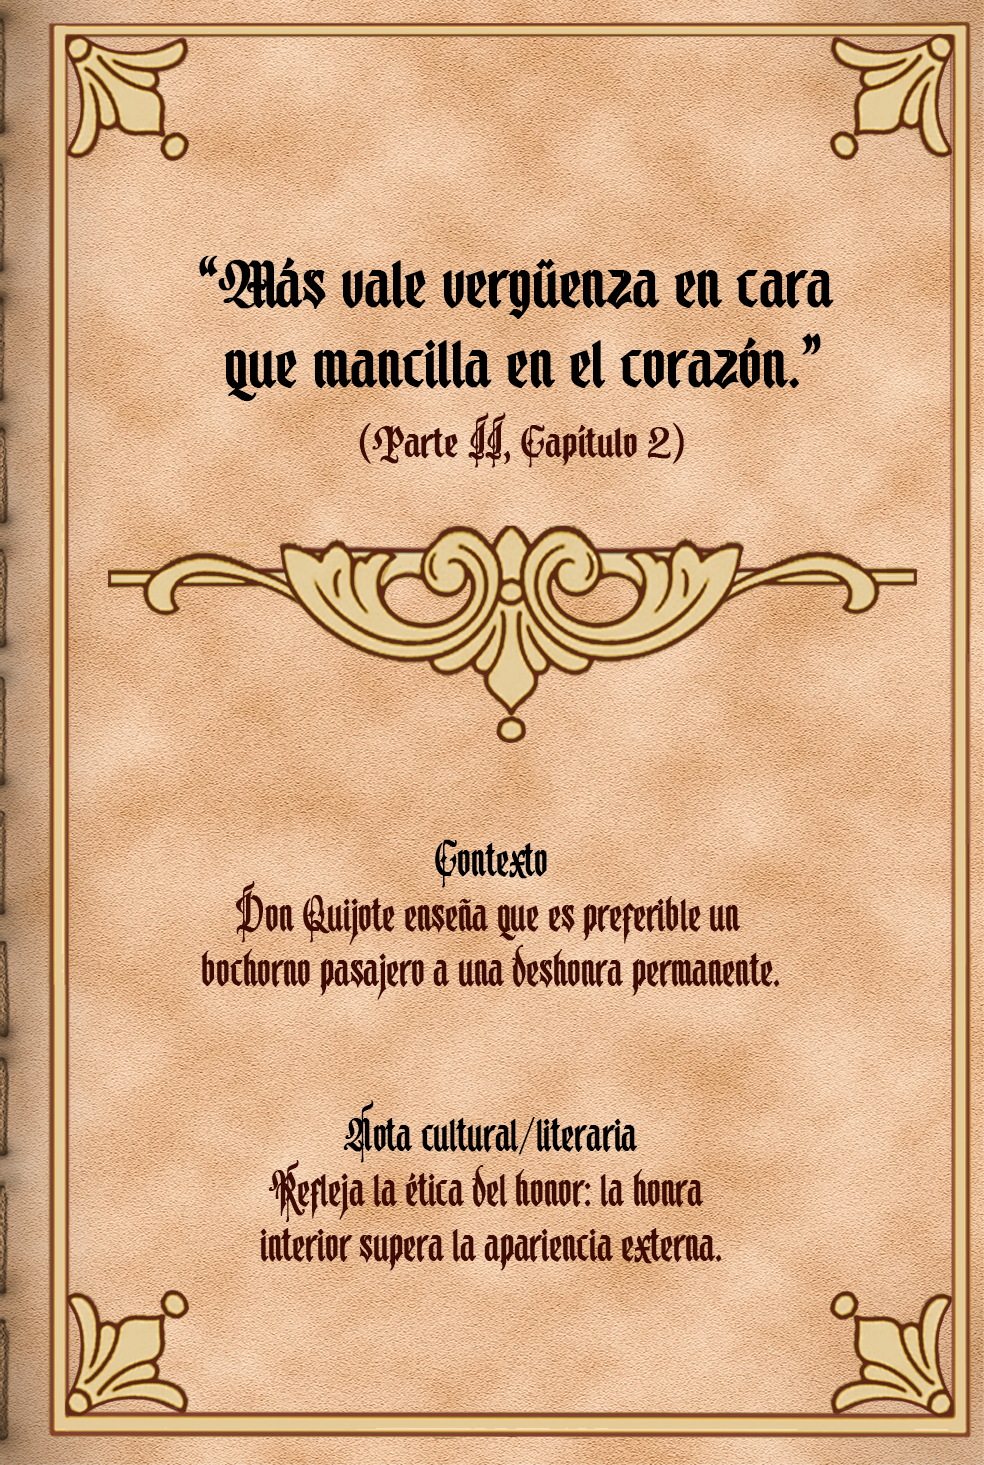 “Más vale vergüenza en cara
que mancilla en el corazón.”
(Parte II, Capítulo 2)
Contexto
Don Quijote enseña que es preferible un
bochorno pasajero a una deshonra permanente.
Nota cultural/literaria
Refleja la ética del honor: la honra
interior supera la apariencia externa.